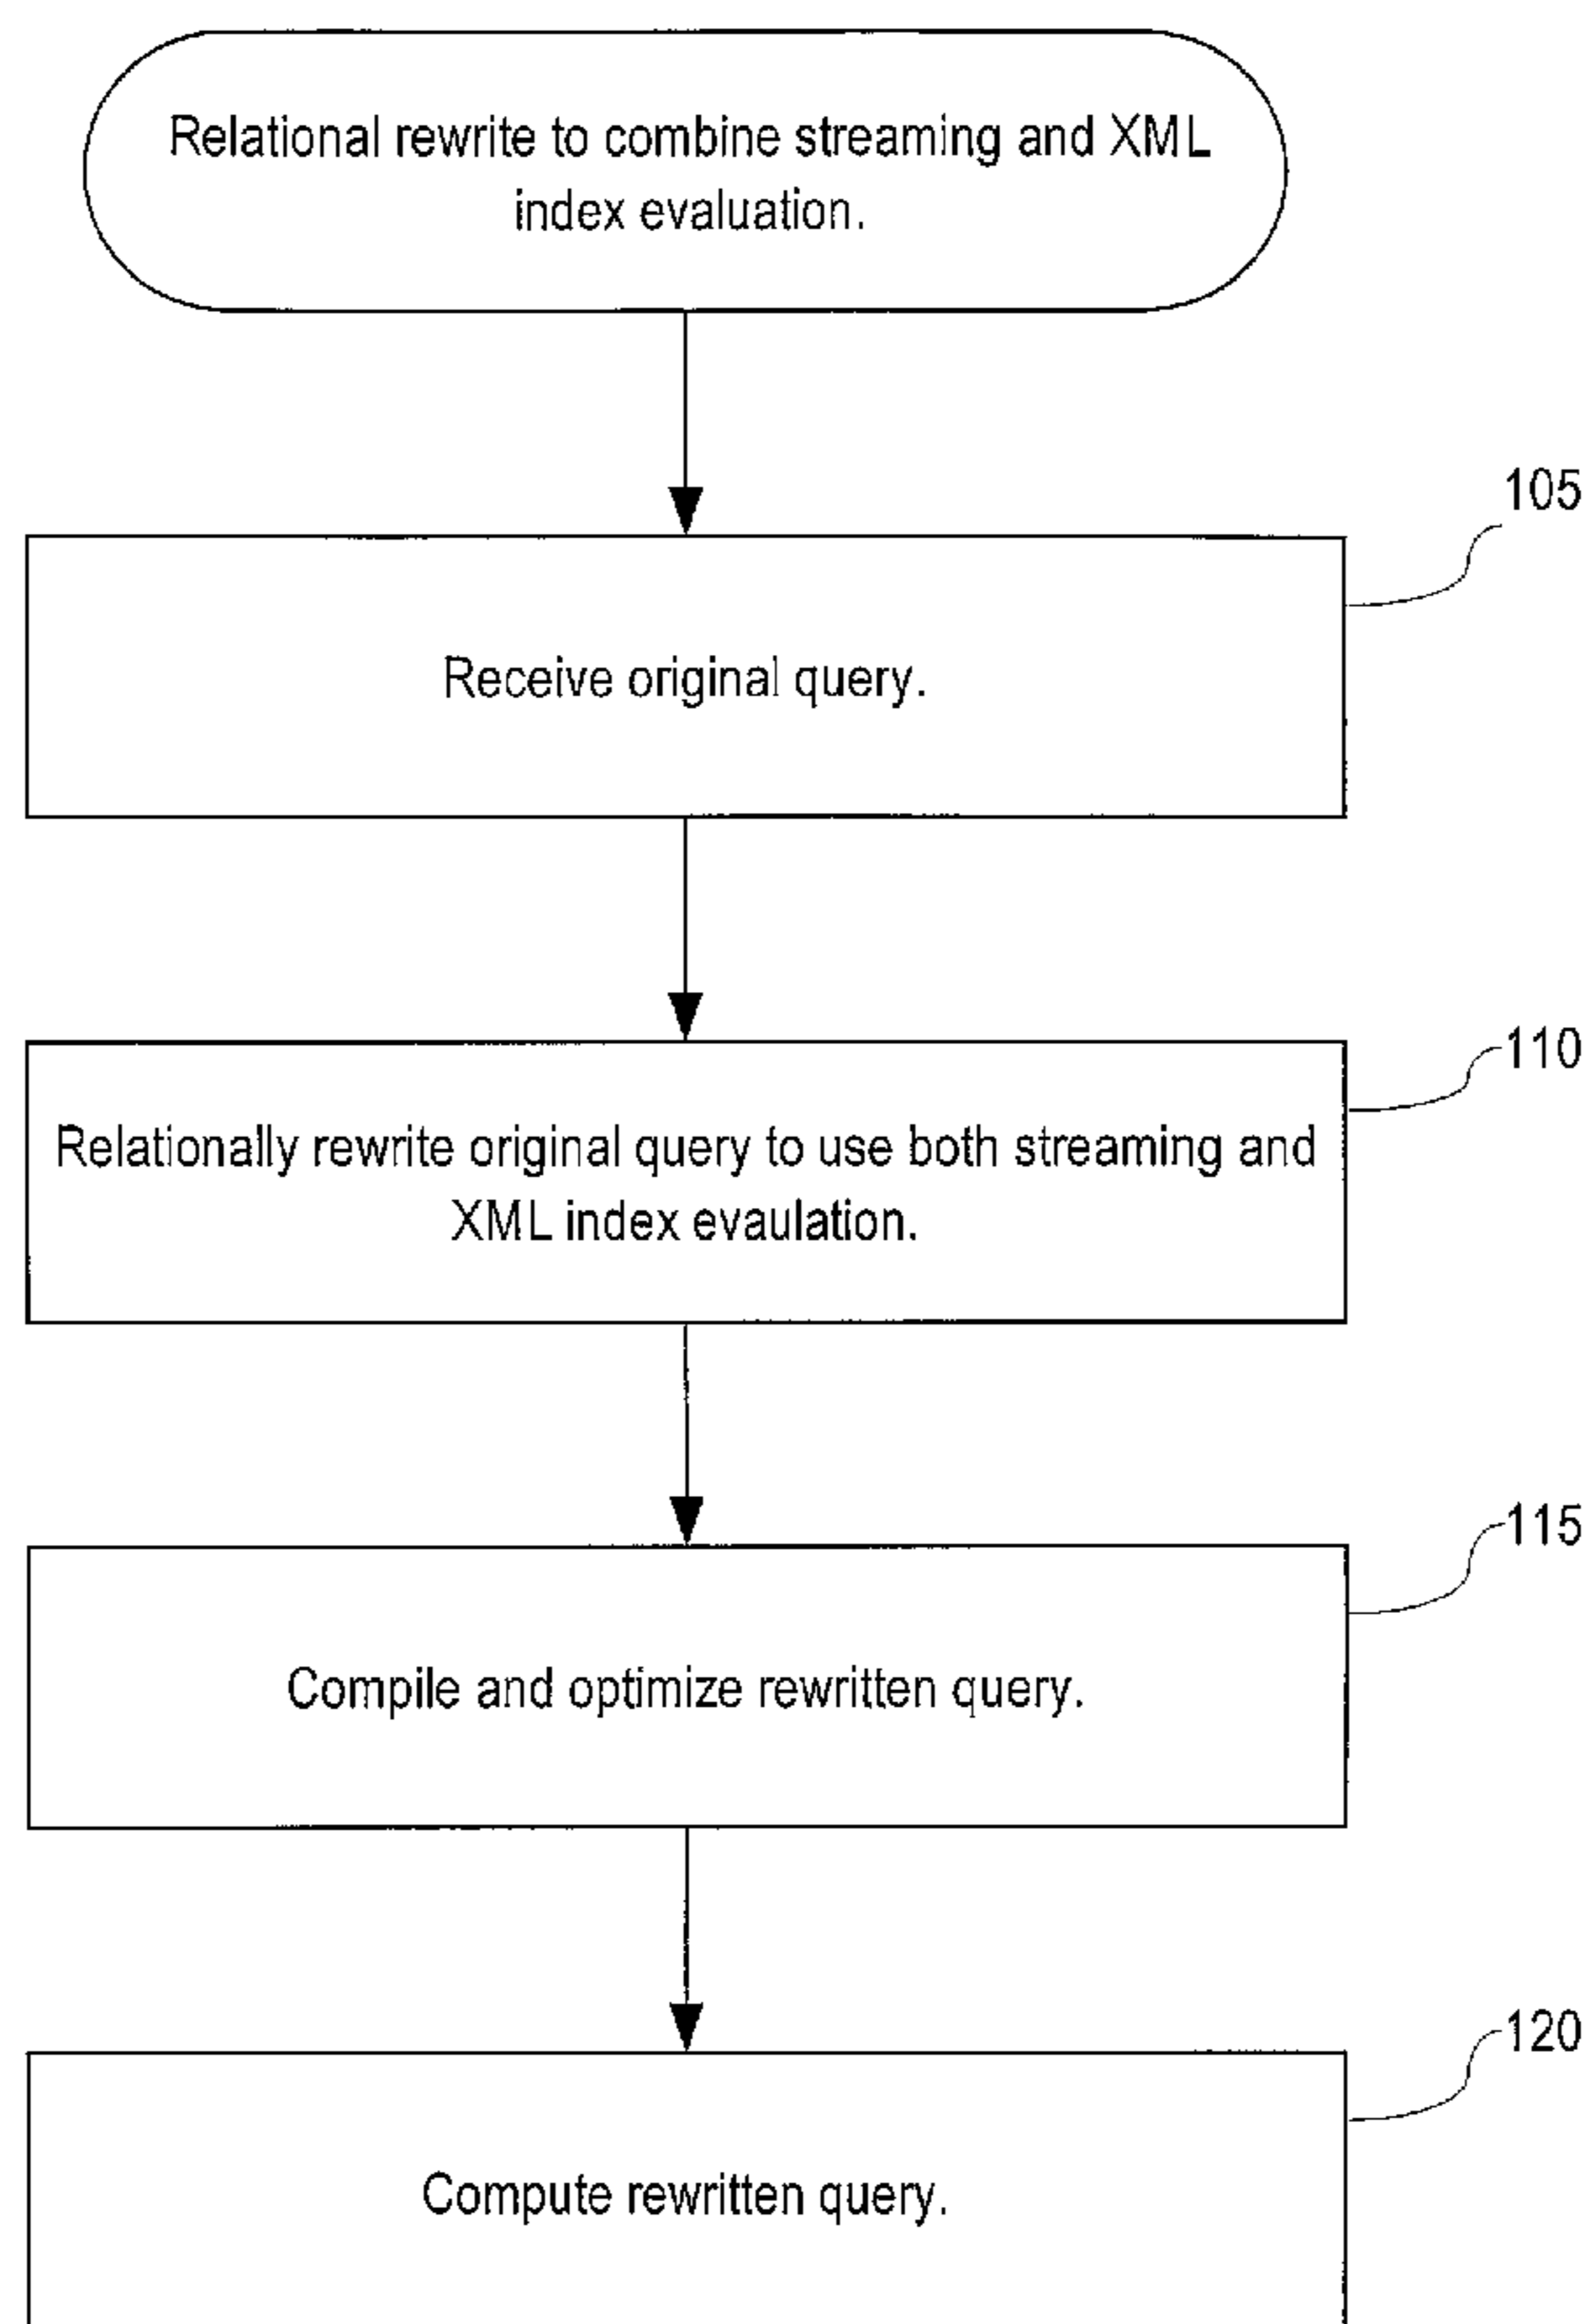 Relational rewrite to combine streaming and XML
index evaluation.
105
Receive original query.
110
Relationally rewrite original query to use both streaming and
XML index evaulation.
115
Compile and optimize rewritten query.
120
Compute rewritten query.